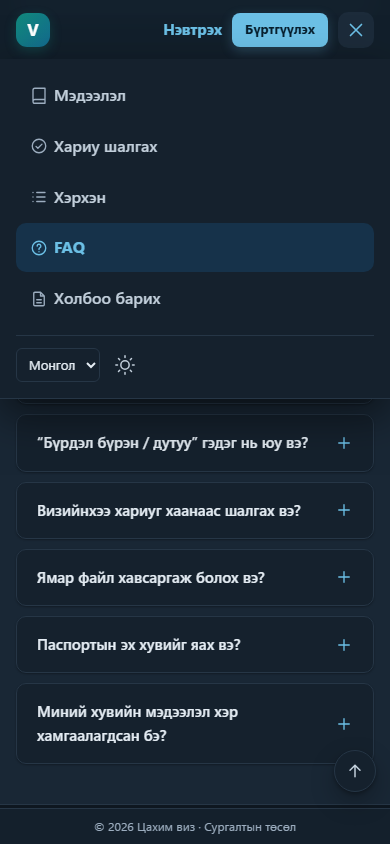 V
Нэвтрэх
Бүртгүүлэх
Мэдээлэл
Хариу шалгах
Хэрхэн
FAQ
Холбоо барих
Монгол
“Бүрдэл бүрэн / дутуу” гэдэг нь юу вэ?
Визийнхээ хариуг хаанаас шалгах вэ?
Ямар файл хавсаргаж болох вэ?
Паспортын эх хувийг яах вэ?
Миний хувийн мэдээлэл хэр
хамгаалагдсан бэ?
© 2026 Цахим виз · Сургалтын төсөл